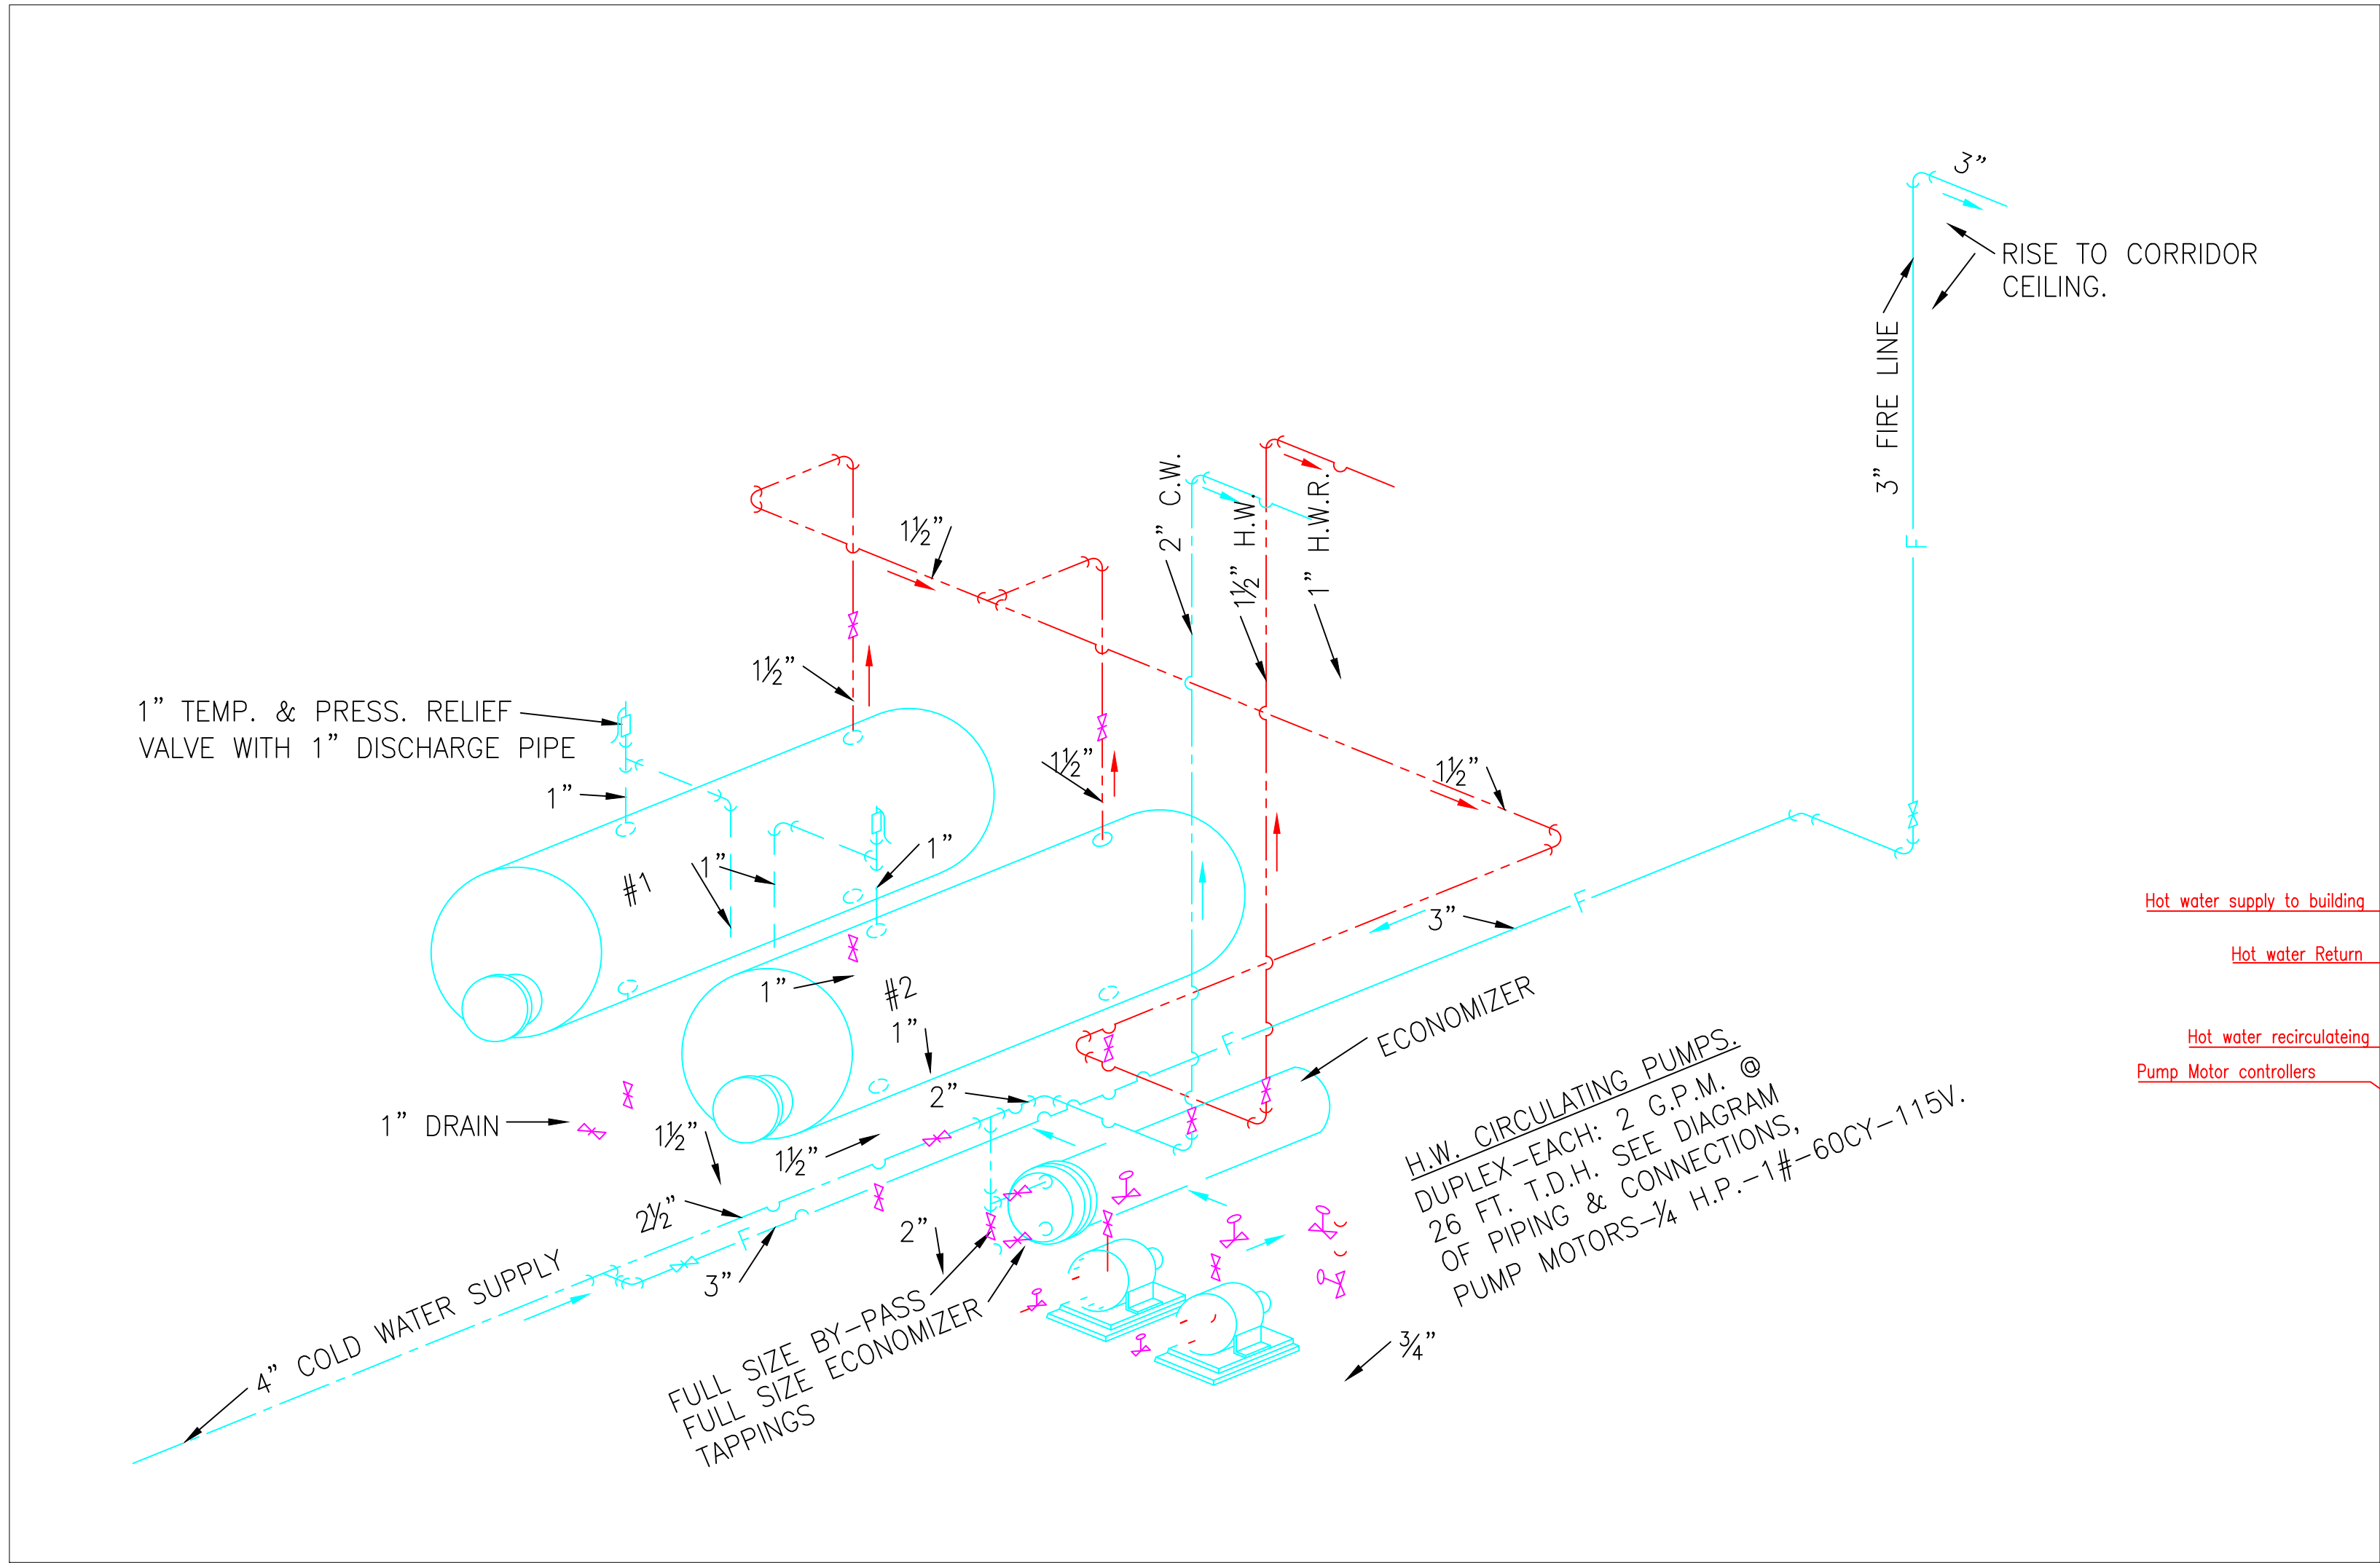 3”
RISE TO CORRIDOR
CEILING.
3” FIRE LINE
F
2” C.W.
1½” H.W.
1” H.W.R.
1½”
1½”
1” TEMP. & PRESS. RELIEF
VALVE WITH 1” DISCHARGE PIPE
1”
1½”
1½”
#1
1”
1”
3”
F
F
Hot water supply to building
Hot water Return
Hot water recirculateing
Pump Motor controllers
1”
#2
1”
ECONOMIZER
2”
1” DRAIN
1½”
1½”
2½”
F
3”
2”
H.W. CIRCULATING PUMPS.
DUPLEX-EACH: 2 G.P.M. @
26 FT. T.D.H. SEE DIAGRAM
OF PIPING & CONNECTIONS,
PUMP MOTORS-¼ H.P.-1#-60CY-115V.
4” COLD WATER SUPPLY
FULL SIZE BY-PASS
FULL SIZE ECONOMIZER
TAPPINGS
¾”